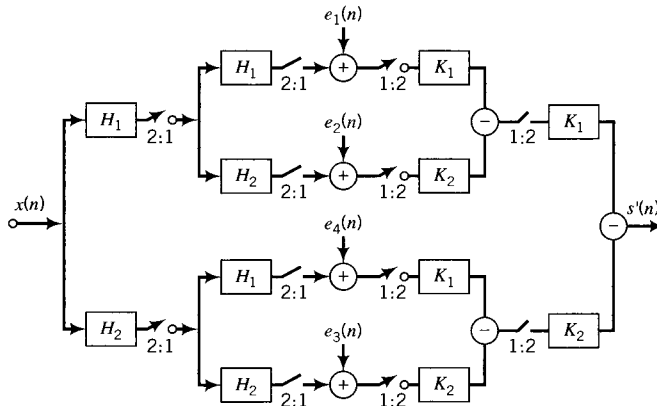 e₁(n)
H₁ 2:1 + 1:2 K₁
H₁ 2:1 − 1:2 K₁
e₂(n)
H₂ 2:1 + 1:2 K₂
x(n) − s'(n)
e₄(n)
H₁ 2:1 + 1:2 K₁
H₂ 2:1 − 1:2 K₂
e₃(n)
H₂ 2:1 + 1:2 K₂